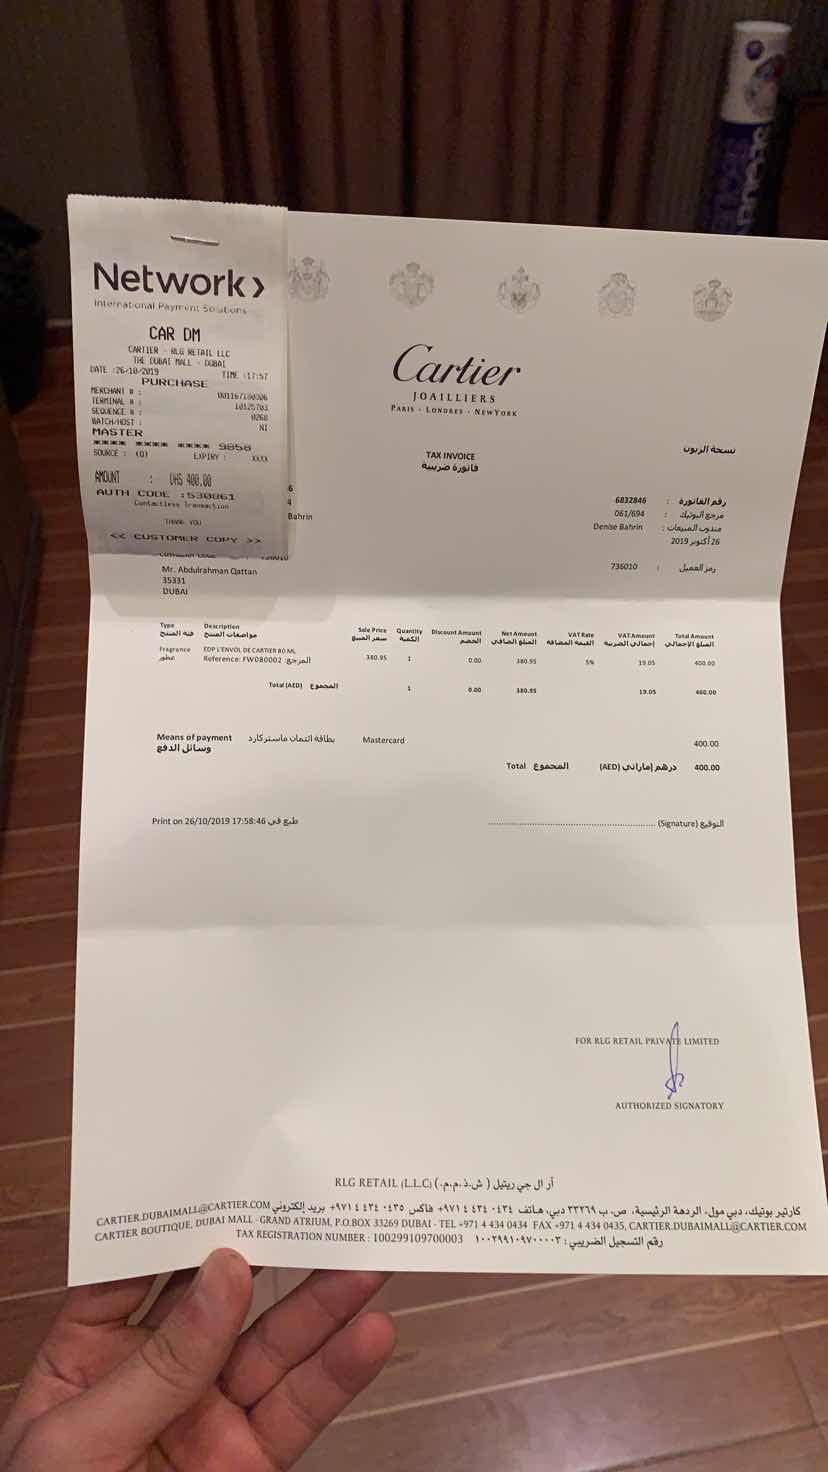 Network>
International Payment Solutions
CAR DM
CARTIER - RLG RETAIL LLC
THE DUBAI MALL - DUBAI
DATE :26/10/2019 TIME :17:57
PURCHASE
MERCHANT # :
TERMINAL # : 10125703
SEQUENCE # : 0268
BATCH/HOST : NI
MASTER
**** **** **** 9858
SOURCE : (0) EXPIRY : XXXX
AMOUNT : DHS 400.00
AUTH CODE :530861
Contactless Transaction
THANK YOU
<< CUSTOMER COPY >>
Cartier
JOAILLIERS
PARIS - LONDRES - NEWYORK
TAX INVOICE
فاتورة ضريبية
نسخة الزبون
6
4
Bahrin
رقم الفاتورة : 6832846
مرجع البوتيك : 061/694
مندوب المبيعات : Denise Bahrin
26 أكتوبر 2019
CUSTOMER CODE : 736010
رمز العميل : 736010
Mr. Abdulrahman Qattan
35331
DUBAI
Type Description Sale Price Quantity Discount Amount Net Amount VAT Rate VAT Amount Total Amount
فئة المنتج مواصفات المنتج سعر المبيع الكمية الخصم المبلغ الصافي القيمة المضافة إجمالي الضريبة المبلغ الإجمالي
Fragrance EDP L'ENVOL DE CARTIER 80 ML
عطور Reference: FW080002 المرجع: 380.95 1 0.00 380.95 5% 19.05 400.00
Total (AED) المجموع 1 0.00 380.95 19.05 400.00
Means of payment بطاقة ائتمان ماستركارد Mastercard 400.00
وسائل الدفع
Total المجموع (AED) درهم إماراتي 400.00
Print on 26/10/2019 17:58:46 طبع في
(Signature) التوقيع
FOR RLG RETAIL PRIVATE LIMITED
AUTHORIZED SIGNATORY
RLG RETAIL (L.L.C) (.ش.ذ.م.م) آر ال جي ريتيل
كارتير بوتيك، دبي مول، الردهة الرئيسية، ص.ب ٣٣٢٦٩ دبي، هاتف ٠٤٣٤ ٤٣٤ ٤ ٩٧١+ فاكس ٠٤٣٥ ٤٣٤ ٤ ٩٧١+ بريد إلكتروني CARTIER.DUBAIMALL@CARTIER.COM
CARTIER BOUTIQUE, DUBAI MALL - GRAND ATRIUM, P.O.BOX 33269 DUBAI - TEL +971 4 434 0434 FAX +971 4 434 0435, CARTIER.DUBAIMALL@CARTIER.COM
TAX REGISTRATION NUMBER : 100299109700003 رقم التسجيل الضريبي: ١٠٠٢٩٩١٠٩٧٠٠٠٠٣